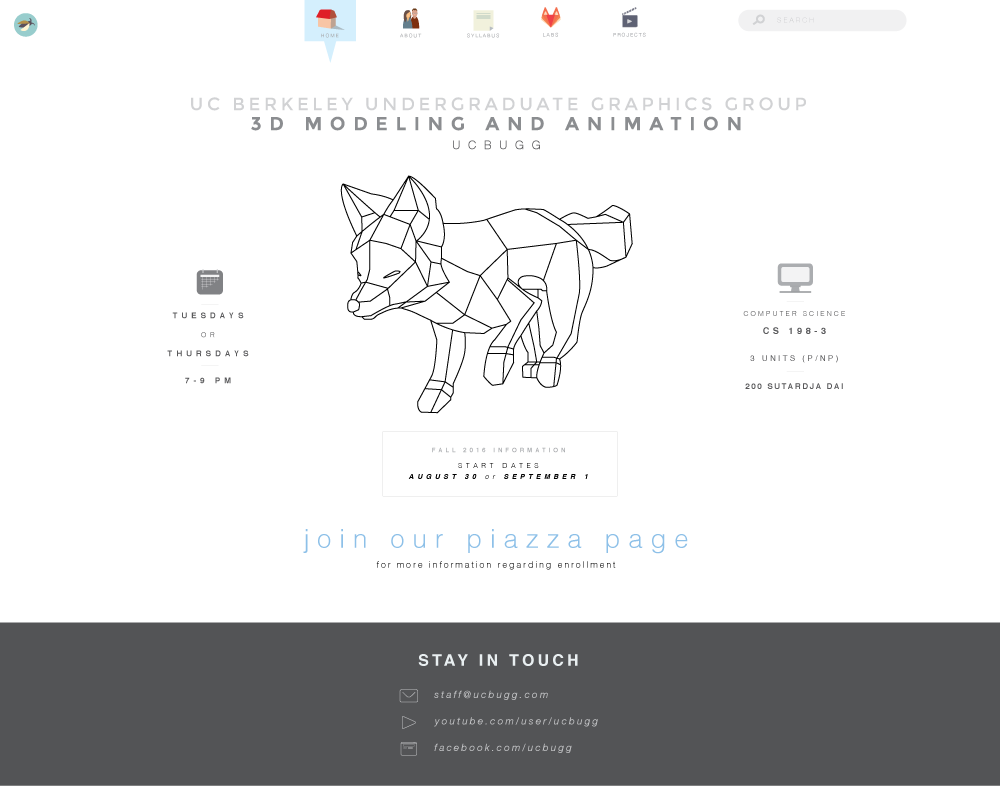 HOME
ABOUT
SYLLABUS
LABS
PROJECTS
SEARCH
UC BERKELEY UNDERGRADUATE GRAPHICS GROUP
3D MODELING AND ANIMATION
UCBUGG
TUESDAYS
OR
THURSDAYS
7-9 PM
COMPUTER SCIENCE
CS 198-3
3 UNITS (P/NP)
200 SUTARDJA DAI
FALL 2016 INFORMATION
START DATES
AUGUST 30 or SEPTEMBER 1
join our piazza page
for more information regarding enrollment
STAY IN TOUCH
staff@ucbugg.com
youtube.com/user/ucbugg
facebook.com/ucbugg